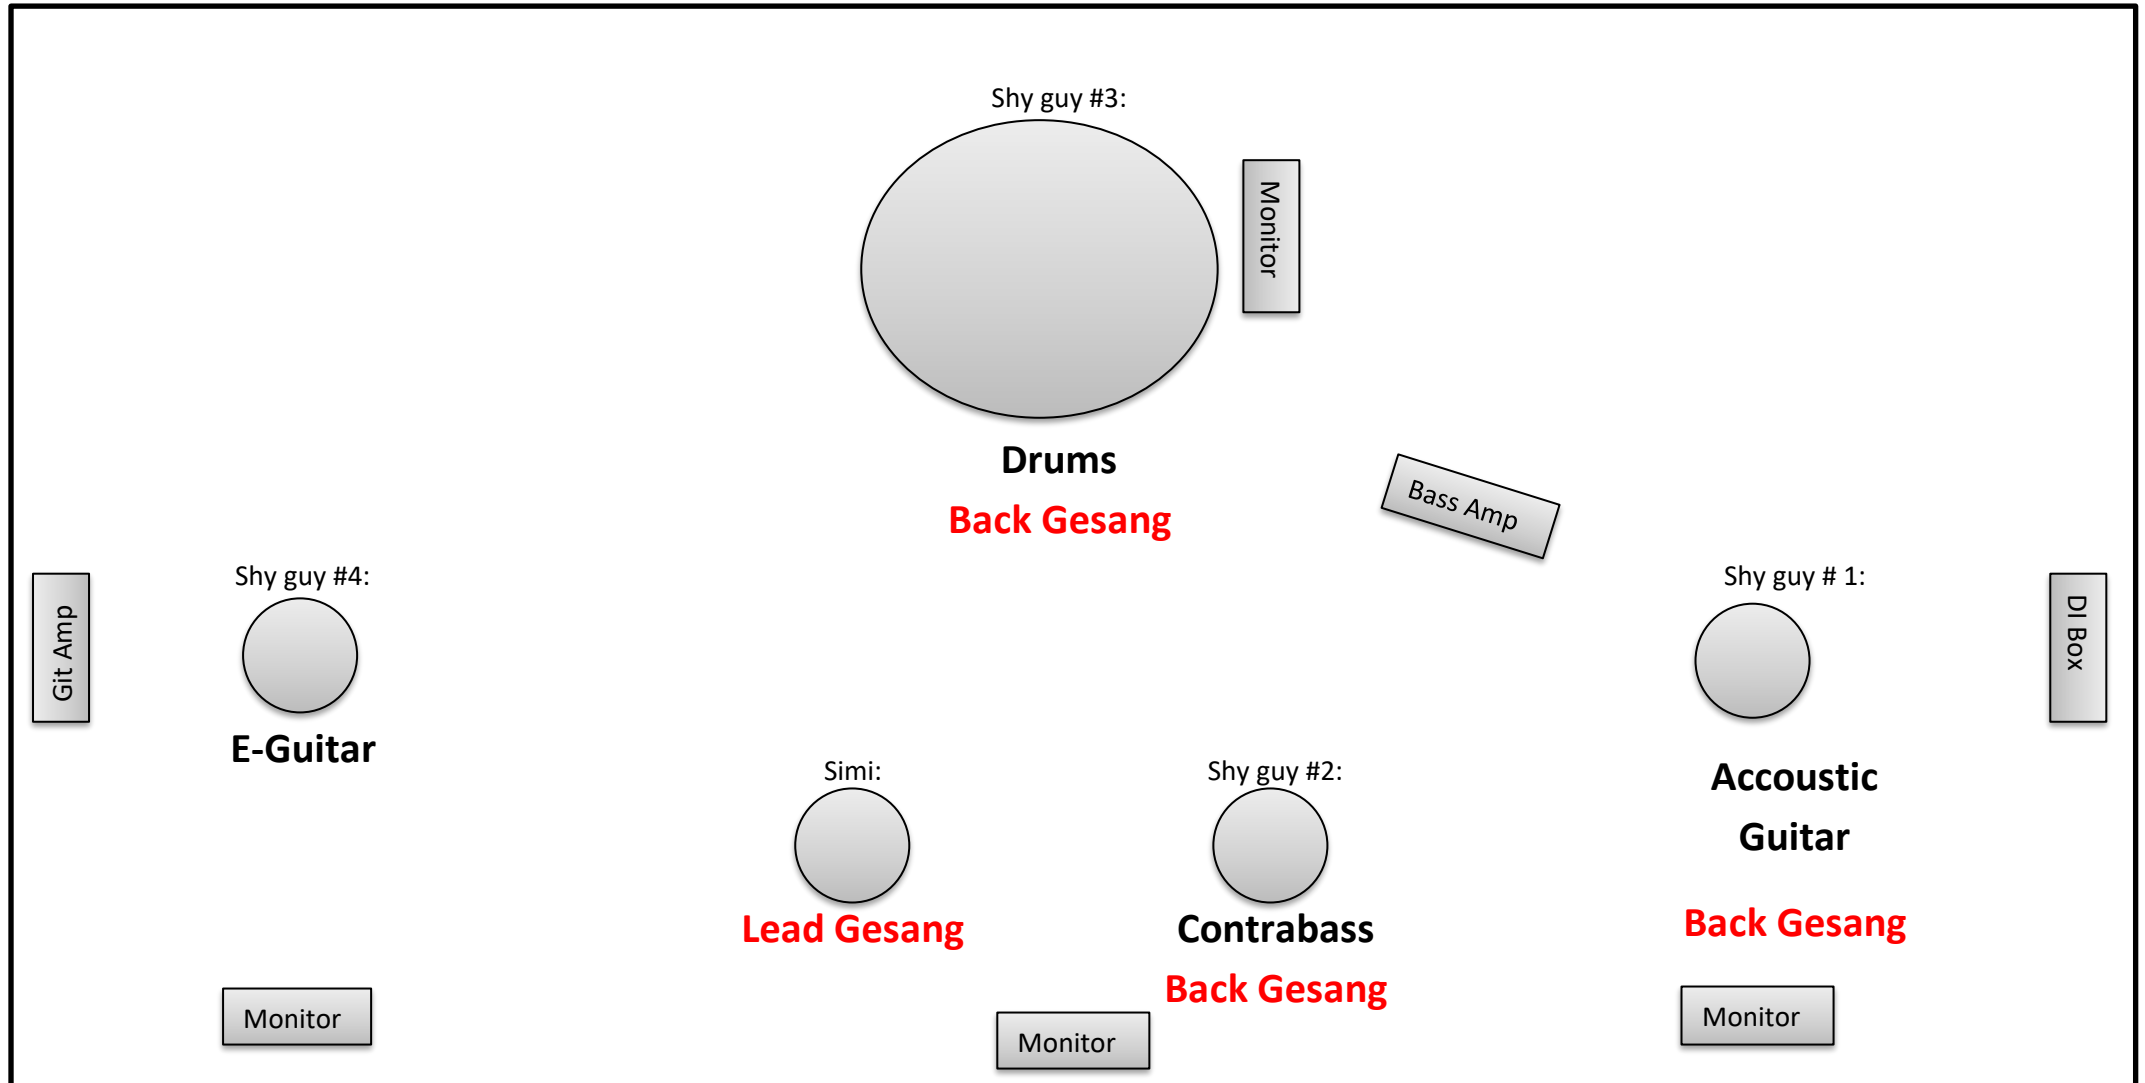 Shy guy #3:
Monitor
Drums
Back Gesang
Bass Amp
Shy guy #4:
Git Amp
E-Guitar
Shy guy # 1:
DI Box
Accoustic
Guitar
Back Gesang
Simi:
Lead Gesang
Shy guy #2:
Contrabass
Back Gesang
Monitor
Monitor
Monitor